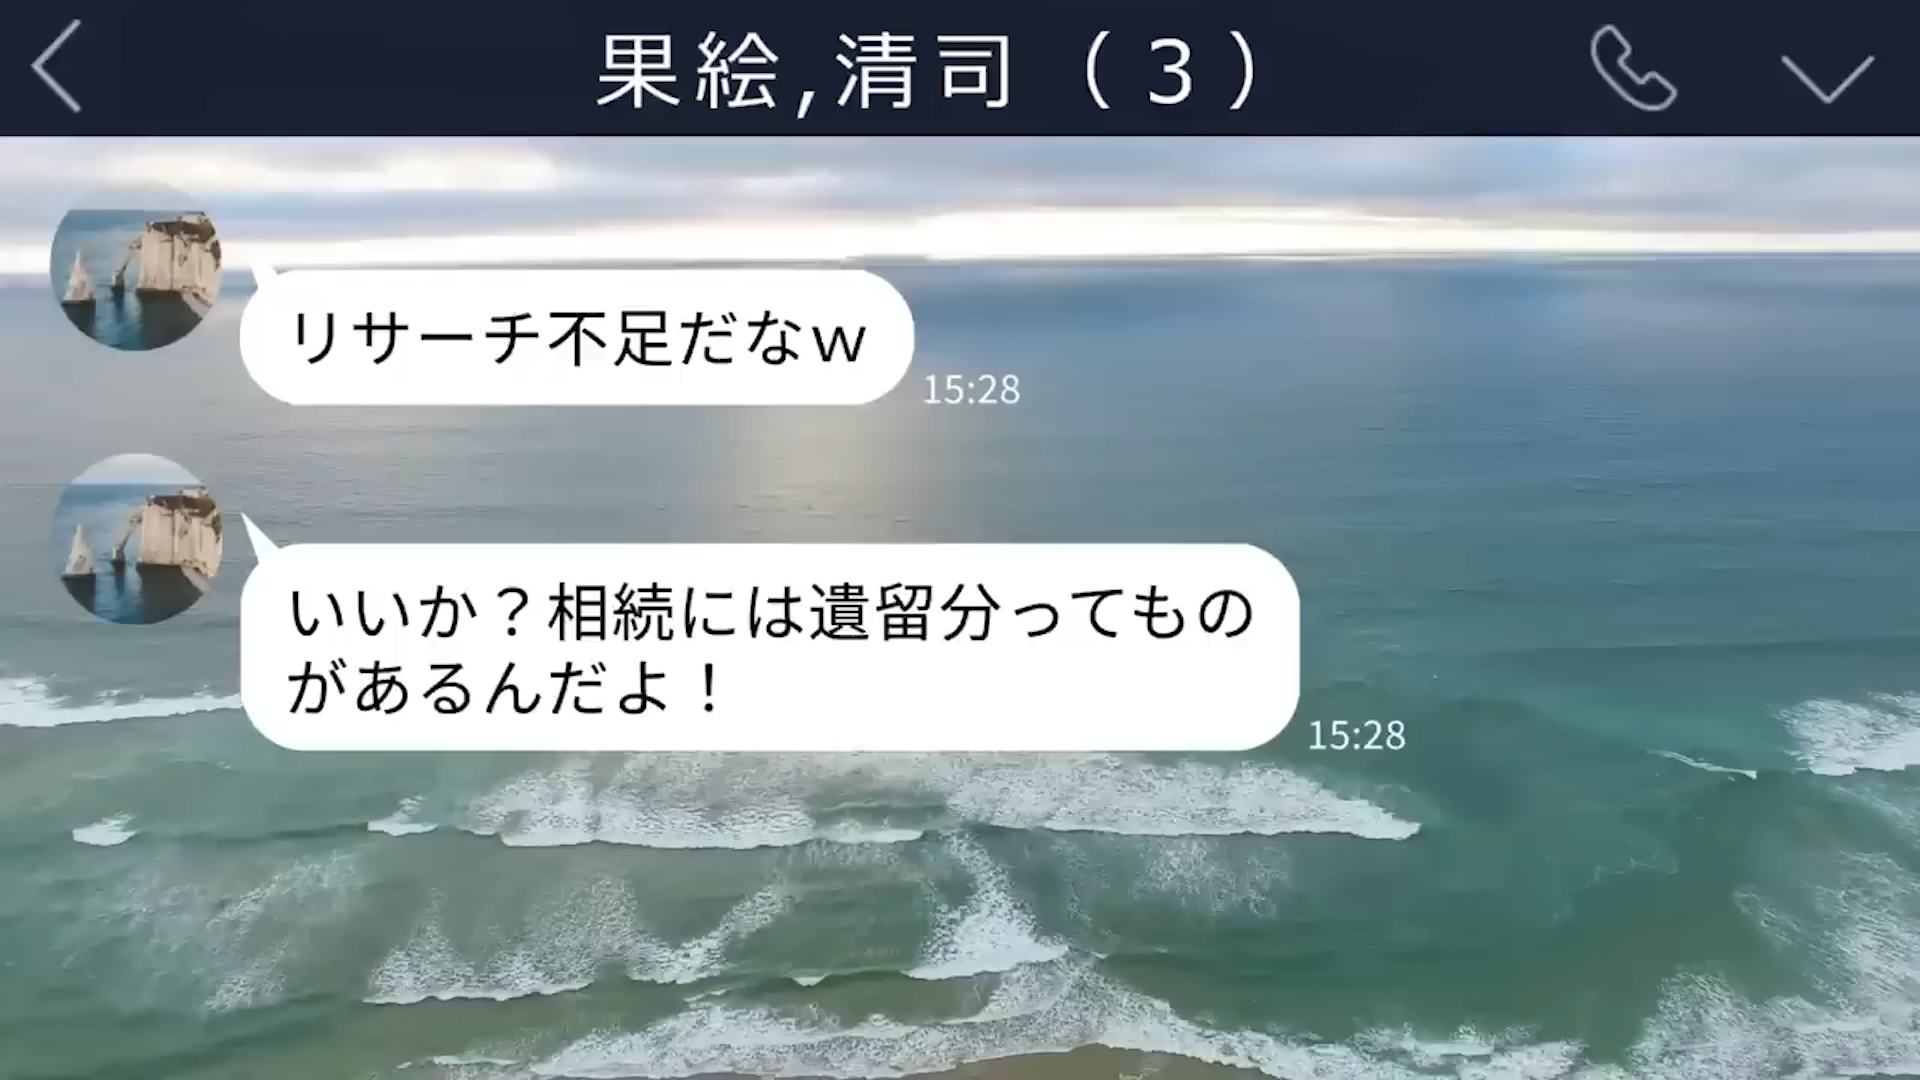 果絵,清司（3）
リサーチ不足だなw
15:28
いいか？相続には遺留分ってもの
があるんだよ！
15:28